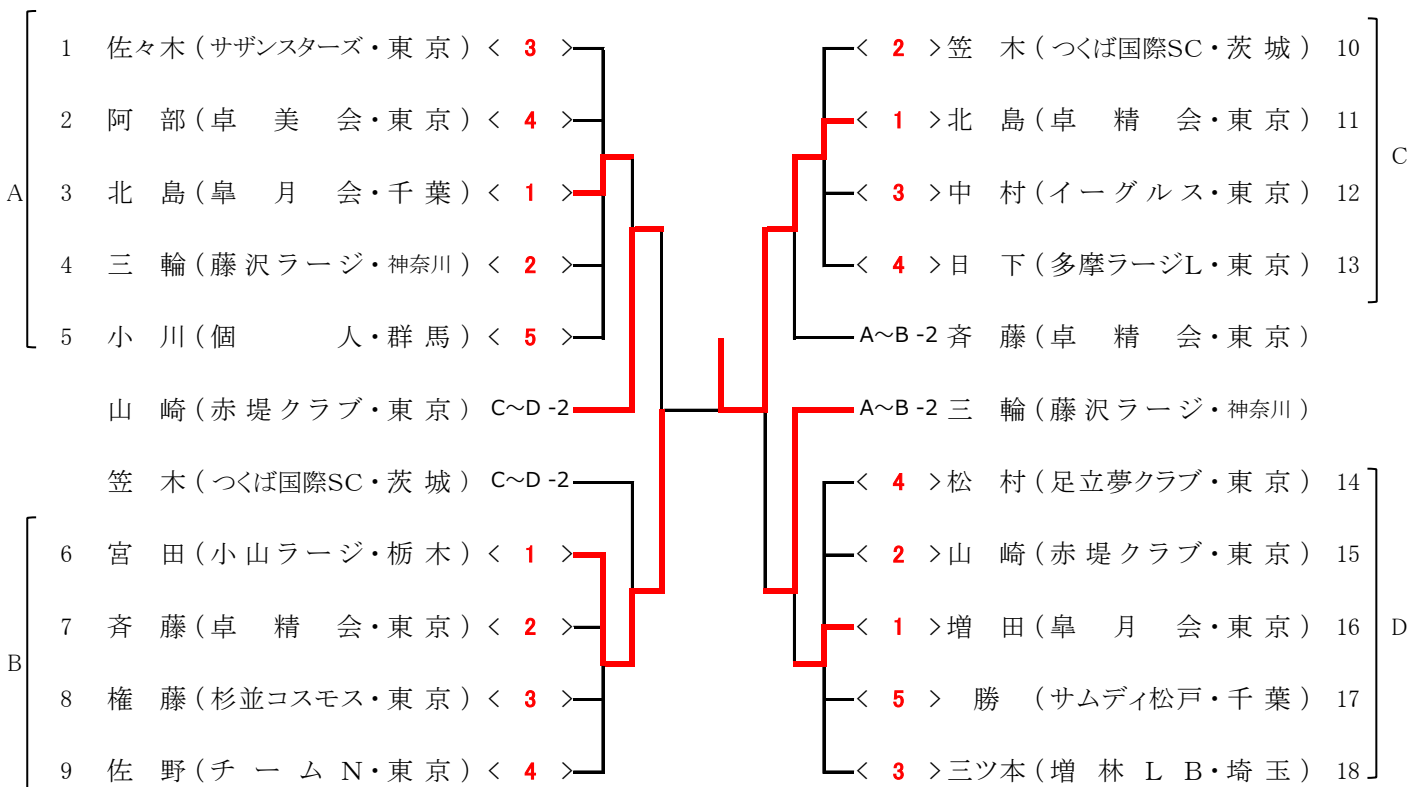 1 佐々木(サザンスターズ・東京)< 3 >
2 阿部(卓美会・東京)< 4 >
A
3 北島(皐月会・千葉)< 1 >
4 三輪(藤沢ラージ・神奈川)< 2 >
5 小川(個人・群馬)< 5 >
山崎(赤堤クラブ・東京) C～D -2
笠木(つくば国際SC・茨城) C～D -2
6 宮田(小山ラージ・栃木)< 1 >
7 斉藤(卓精会・東京)< 2 >
B
8 権藤(杉並コスモス・東京)< 3 >
9 佐野(チームN・東京)< 4 >
< 2 >笠木(つくば国際SC・茨城) 10
< 1 >北島(卓精会・東京) 11
C
< 3 >中村(イーグルス・東京) 12
< 4 >日下(多摩ラージL・東京) 13
A～B -2 斉藤(卓精会・東京)
A～B -2 三輪(藤沢ラージ・神奈川)
< 4 >松村(足立夢クラブ・東京) 14
< 2 >山崎(赤堤クラブ・東京) 15
< 1 >増田(皐月会・東京) 16
D
< 5 >勝(サムディ松戸・千葉) 17
< 3 >三ツ本(増林LB・埼玉) 18